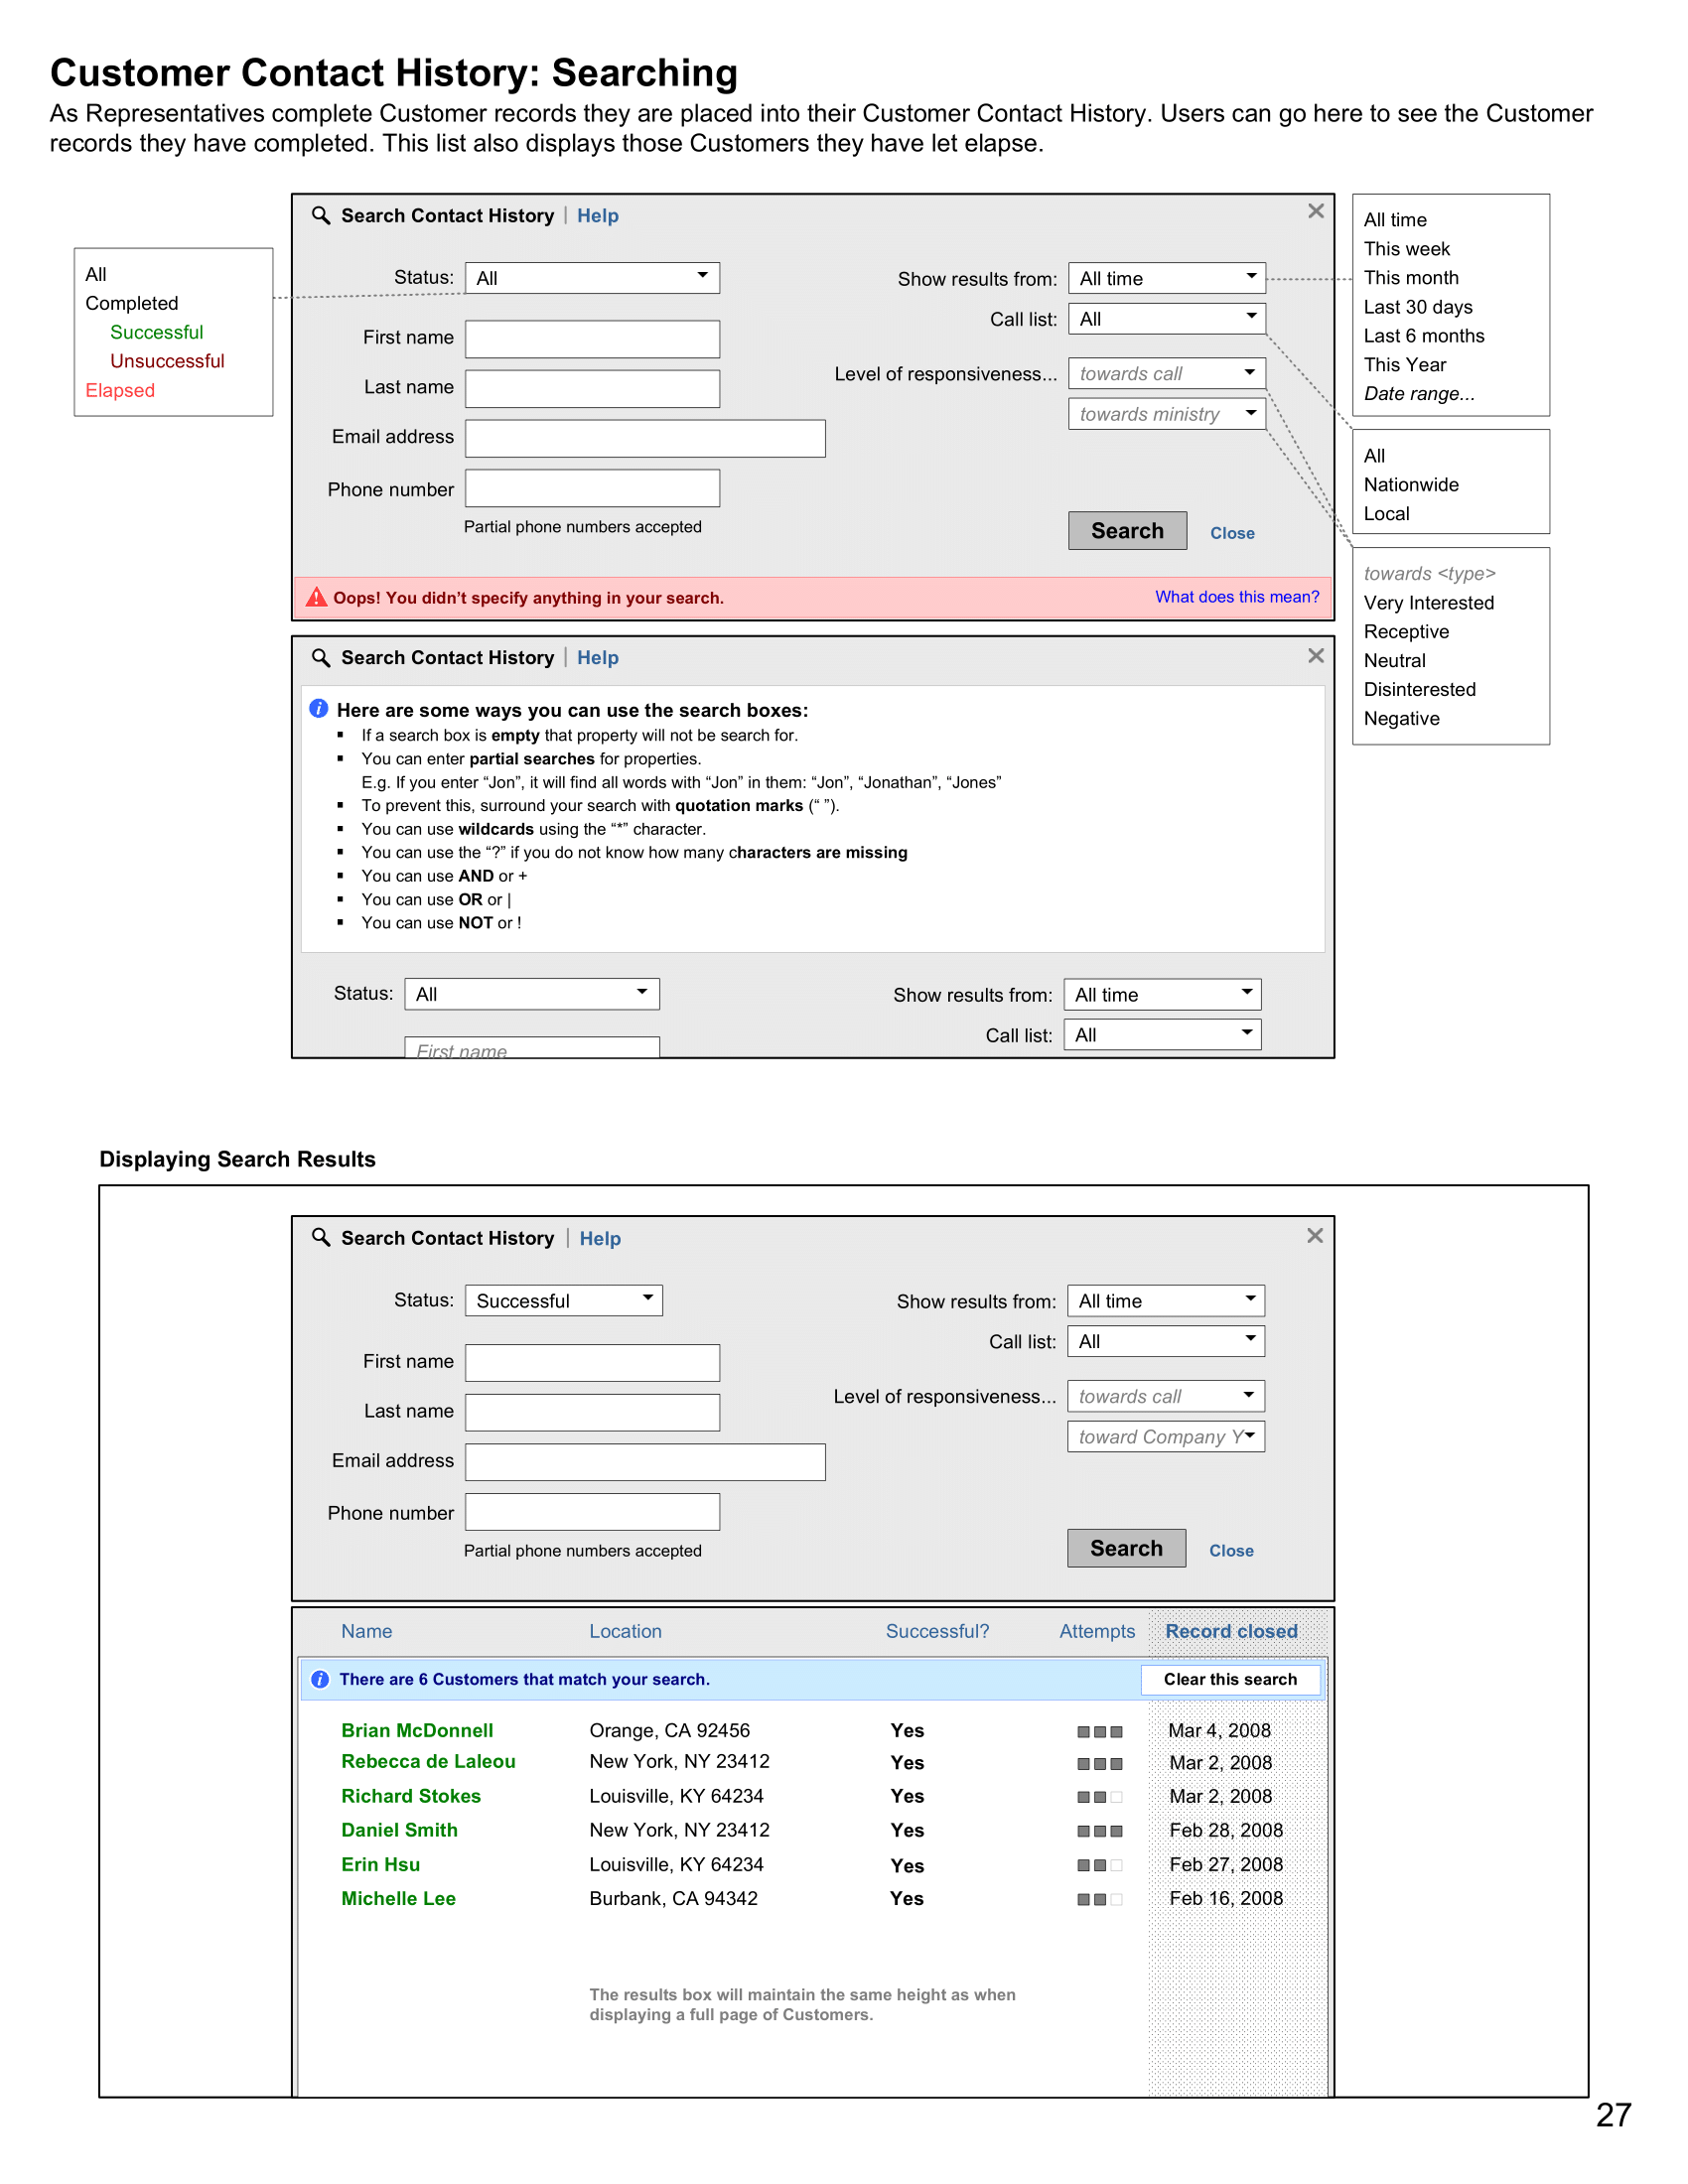 Customer Contact History: Searching
As Representatives complete Customer records they are placed into their Customer Contact History. Users can go here to see the Customer
records they have completed. This list also displays those Customers they have let elapse.
All
Completed
Successful
Unsuccessful
Elapsed
Search Contact History | Help
Status: All
First name
Last name
Email address
Phone number
Partial phone numbers accepted
Show results from: All time
Call list: All
Level of responsiveness... towards call
towards ministry
Search Close
Oops! You didn’t specify anything in your search. What does this mean?
All time
This week
This month
Last 30 days
Last 6 months
This Year
Date range...
All
Nationwide
Local
towards <type>
Very Interested
Receptive
Neutral
Disinterested
Negative
Search Contact History | Help
Here are some ways you can use the search boxes:
▪ If a search box is empty that property will not be search for.
▪ You can enter partial searches for properties.
E.g. If you enter “Jon”, it will find all words with “Jon” in them: “Jon”, “Jonathan”, “Jones”
▪ To prevent this, surround your search with quotation marks (“ ”).
▪ You can use wildcards using the “*” character.
▪ You can use the “?” if you do not know how many characters are missing
▪ You can use AND or +
▪ You can use OR or |
▪ You can use NOT or !
Status: All
First name
Show results from: All time
Call list: All
Displaying Search Results
Search Contact History | Help
Status: Successful
First name
Last name
Email address
Phone number
Partial phone numbers accepted
Show results from: All time
Call list: All
Level of responsiveness... towards call
toward Company Y
Search Close
Name Location Successful? Attempts Record closed
There are 6 Customers that match your search. Clear this search
Brian McDonnell Orange, CA 92456 Yes Mar 4, 2008
Rebecca de Laleou New York, NY 23412 Yes Mar 2, 2008
Richard Stokes Louisville, KY 64234 Yes Mar 2, 2008
Daniel Smith New York, NY 23412 Yes Feb 28, 2008
Erin Hsu Louisville, KY 64234 Yes Feb 27, 2008
Michelle Lee Burbank, CA 94342 Yes Feb 16, 2008
The results box will maintain the same height as when
displaying a full page of Customers.
27